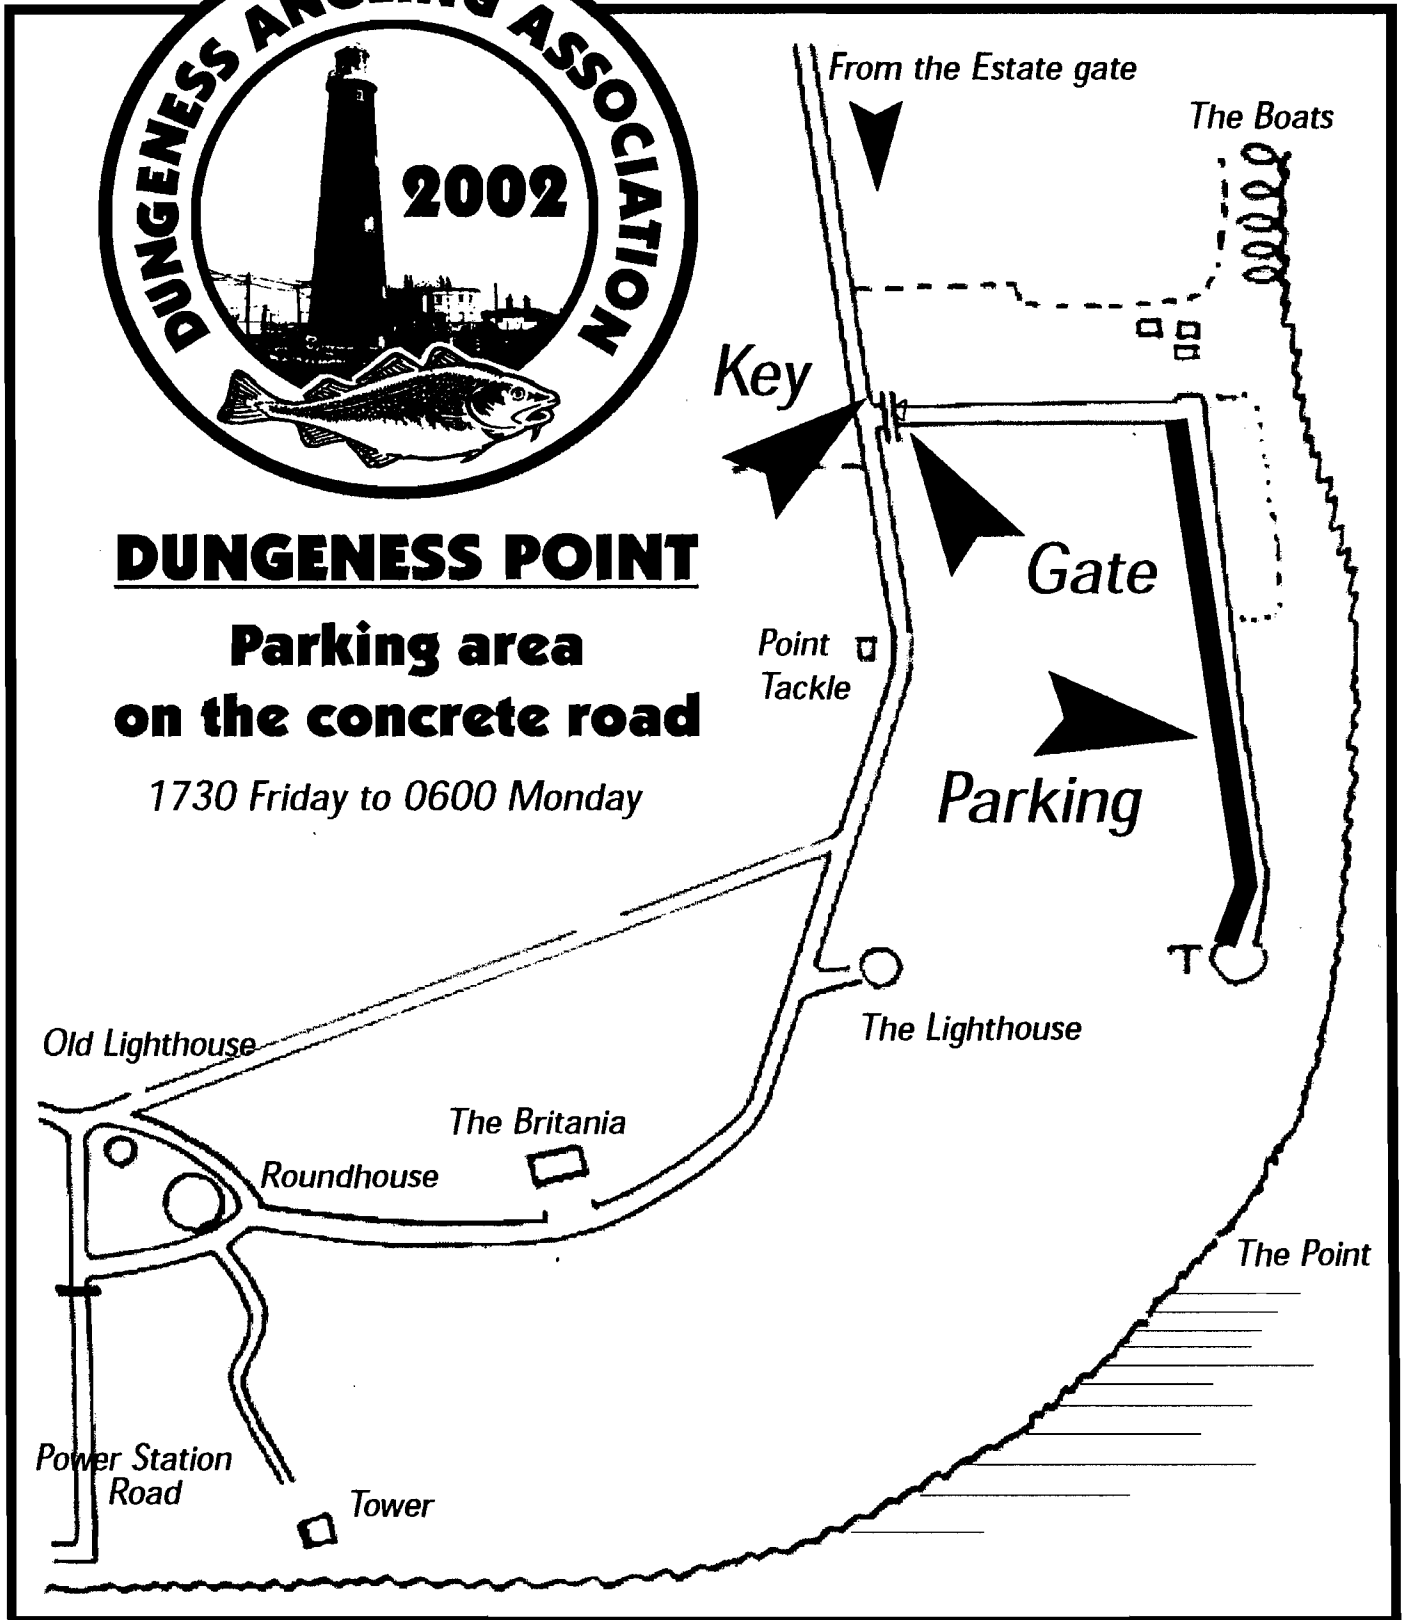 DUNGENESS ANGLING ASSOCIATION
2002
From the Estate gate
The Boats
Key
DUNGENESS POINT
Gate
Parking area
Point
Tackle
on the concrete road
1730 Friday to 0600 Monday
Parking
T
The Lighthouse
Old Lighthouse
The Britania
Roundhouse
The Point
Power Station
Road
Tower